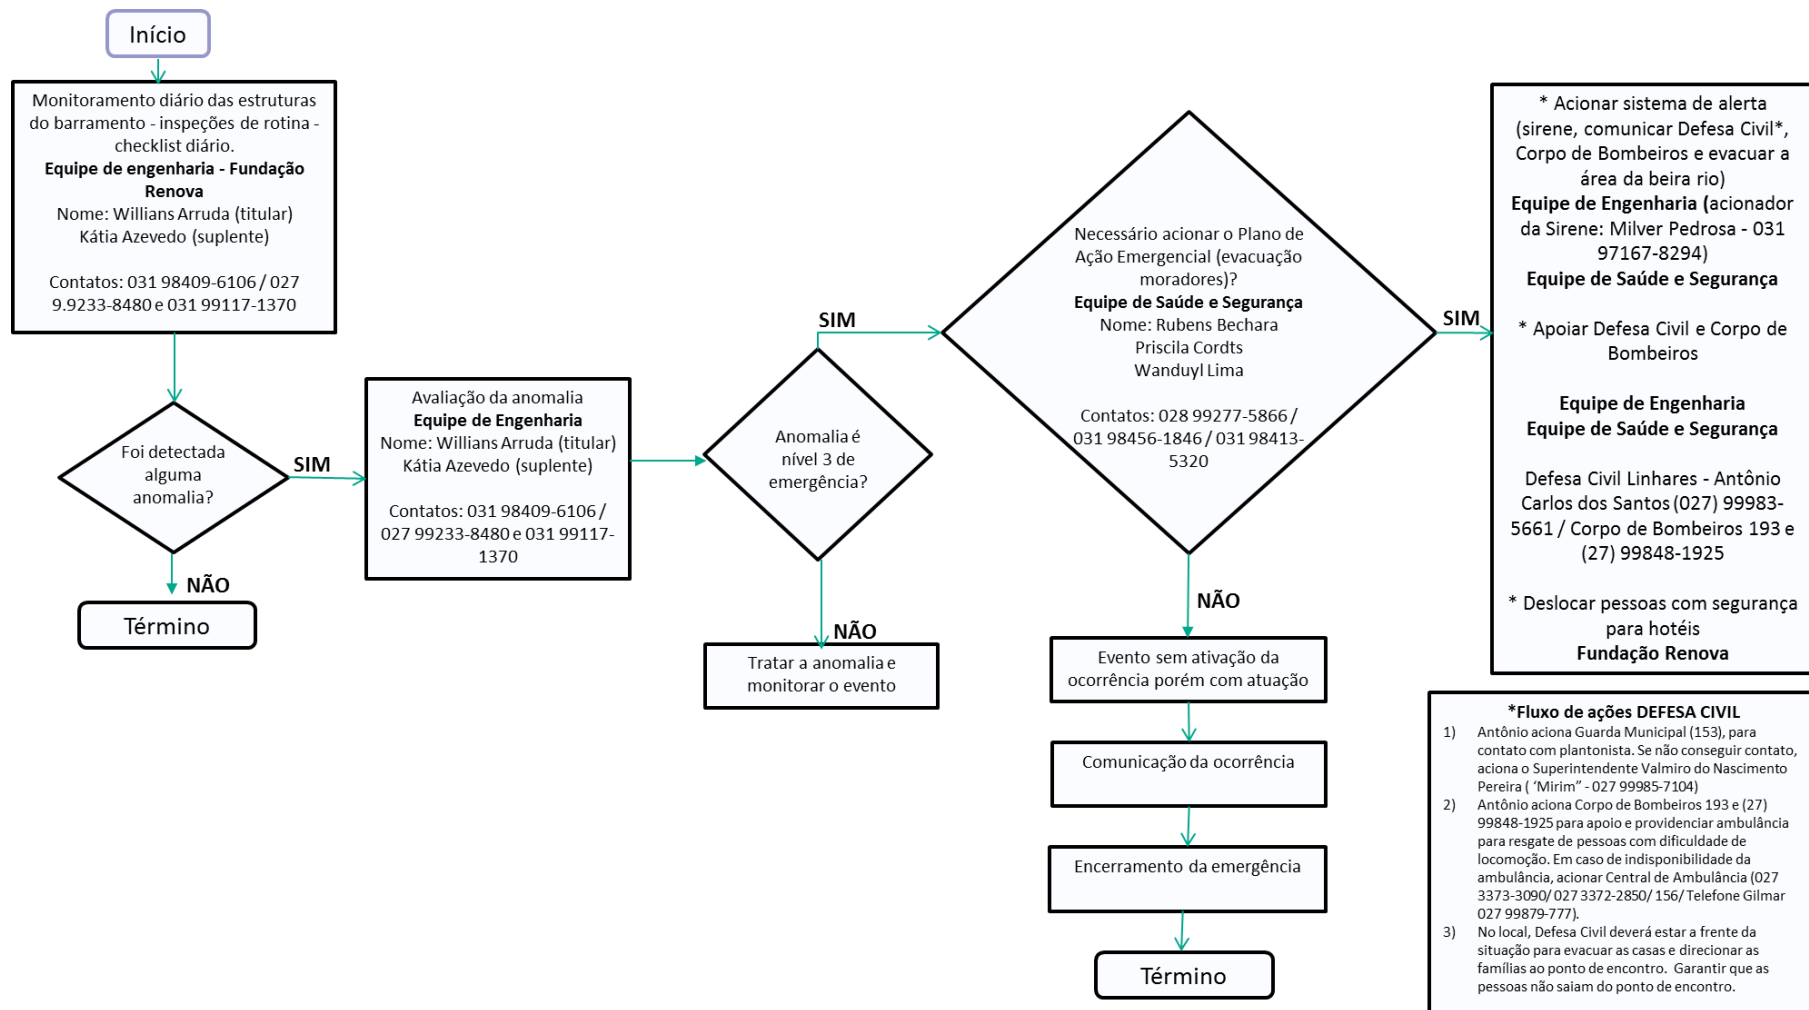 Início
Monitoramento diário das estruturas
do barramento - inspeções de rotina -
checklist diário.
Equipe de engenharia - Fundação
Renova
Nome: Willians Arruda (titular)
Kátia Azevedo (suplente)
Contatos: 031 98409-6106 / 027
9.9233-8480 e 031 99117-1370
Foi detectada
alguma
anomalia?
SIM
NÃO
Término
Avaliação da anomalia
Equipe de Engenharia
Nome: Willians Arruda (titular)
Kátia Azevedo (suplente)
Contatos: 031 98409-6106 /
027 99233-8480 e 031 99117-
1370
Anomalia é
nível 3 de
emergência?
SIM
NÃO
Tratar a anomalia e
monitorar o evento
Necessário acionar o Plano de
Ação Emergencial (evacuação
moradores)?
Equipe de Saúde e Segurança
Nome: Rubens Bechara
Priscila Cordts
Wanduyl Lima
Contatos: 028 99277-5866 /
031 98456-1846 / 031 98413-
5320
SIM
NÃO
Evento sem ativação da
ocorrência porém com atuação
Comunicação da ocorrência
Encerramento da emergência
Término
* Acionar sistema de alerta
(sirene, comunicar Defesa Civil*,
Corpo de Bombeiros e evacuar a
área da beira rio)
Equipe de Engenharia (acionador
da Sirene: Milver Pedrosa - 031
97167-8294)
Equipe de Saúde e Segurança
* Apoiar Defesa Civil e Corpo de
Bombeiros
Equipe de Engenharia
Equipe de Saúde e Segurança
Defesa Civil Linhares - Antônio
Carlos dos Santos (027) 99983-
5661 / Corpo de Bombeiros 193 e
(27) 99848-1925
* Deslocar pessoas com segurança
para hotéis
Fundação Renova
*Fluxo de ações DEFESA CIVIL
1) Antônio aciona Guarda Municipal (153), para
contato com plantonista. Se não conseguir contato,
aciona o Superintendente Valmiro do Nascimento
Pereira ( ‘Mirim” - 027 99985-7104)
2) Antônio aciona Corpo de Bombeiros 193 e (27)
99848-1925 para apoio e providenciar ambulância
para resgate de pessoas com dificuldade de
locomoção. Em caso de indisponibilidade da
ambulância, acionar Central de Ambulância (027
3373-3090/ 027 3372-2850/ 156/ Telefone Gilmar
027 99879-777).
3) No local, Defesa Civil deverá estar a frente da
situação para evacuar as casas e direcionar as
famílias ao ponto de encontro. Garantir que as
pessoas não saiam do ponto de encontro.